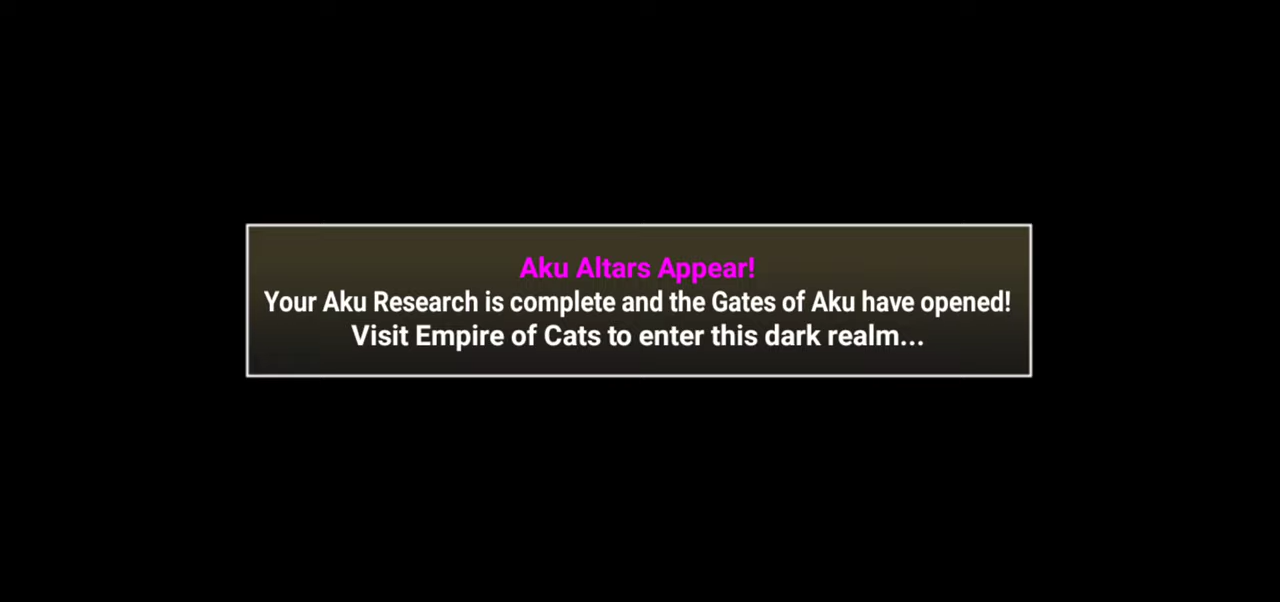 Aku Altars Appear!
Your Aku Research is complete and the Gates of Aku have opened!
Visit Empire of Cats to enter this dark realm...